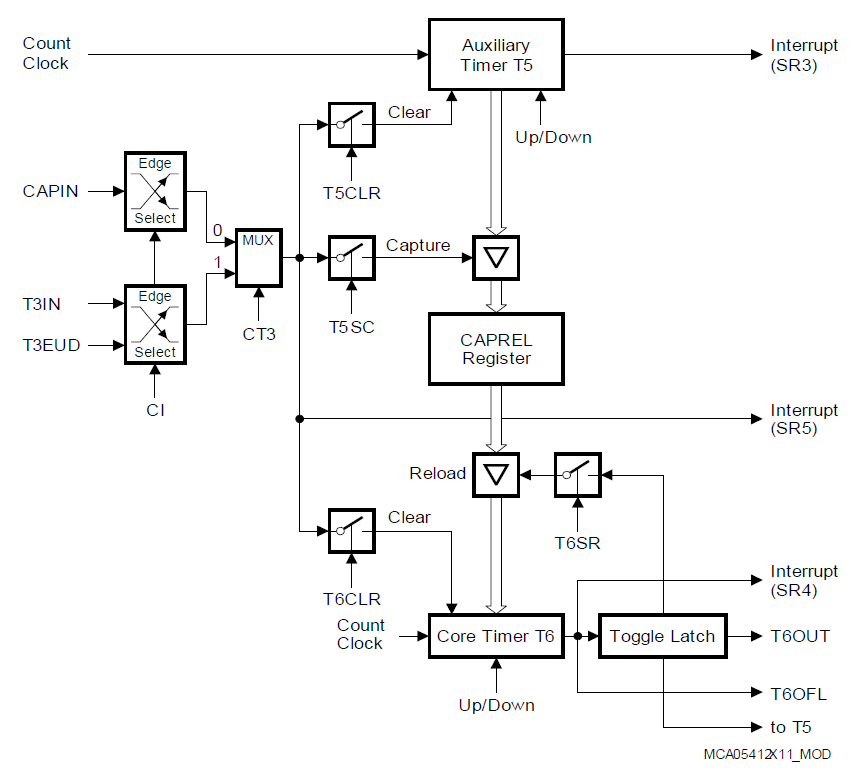 Count
Clock
Auxiliary
Timer T5
Interrupt
(SR3)
Clear
Up/Down
T5CLR
Edge
Select
CAPIN
0
MUX
1
Capture
T5SC
CT3
Edge
Select
T3IN
T3EUD
CI
CAPREL
Register
Interrupt
(SR5)
Reload
T6SR
Clear
T6CLR
Interrupt
(SR4)
Count
Clock
Core Timer T6
Toggle Latch
T6OUT
Up/Down
T6OFL
to T5
MCA05412X11_MOD